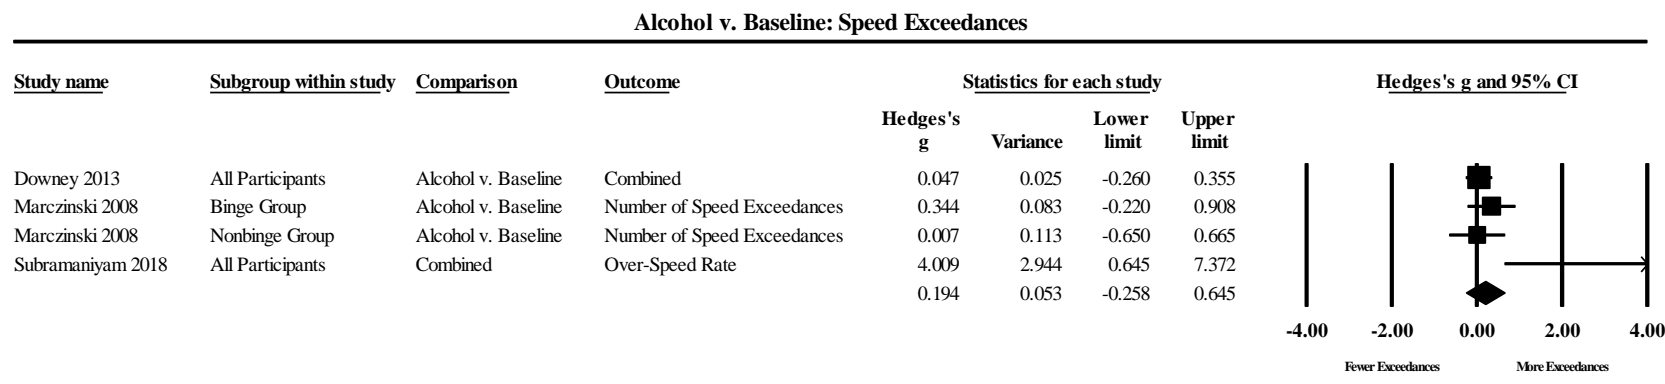 Alcohol v. Baseline: Speed Exceedances
Study name Subgroup within study Comparison Outcome Statistics for each study Hedges's g and 95% CI
Hedges's Lower Upper
g Variance limit limit
Downey 2013 All Participants Alcohol v. Baseline Combined 0.047 0.025 -0.260 0.355
Marczinski 2008 Binge Group Alcohol v. Baseline Number of Speed Exceedances 0.344 0.083 -0.220 0.908
Marczinski 2008 Nonbinge Group Alcohol v. Baseline Number of Speed Exceedances 0.007 0.113 -0.650 0.665
Subramaniyam 2018 All Participants Combined Over-Speed Rate 4.009 2.944 0.645 7.372
0.194 0.053 -0.258 0.645
-4.00 -2.00 0.00 2.00 4.00
Fewer Exceedances More Exceedances